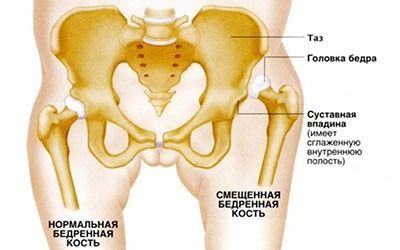 Таз
Головка бедра
Суставная
впадина
(имеет
сглаженную
внутреннюю
полость)
СМЕЩЕННАЯ
БЕДРЕННАЯ
КОСТЬ
НОРМАЛЬНАЯ
БЕДРЕННАЯ
КОСТЬ